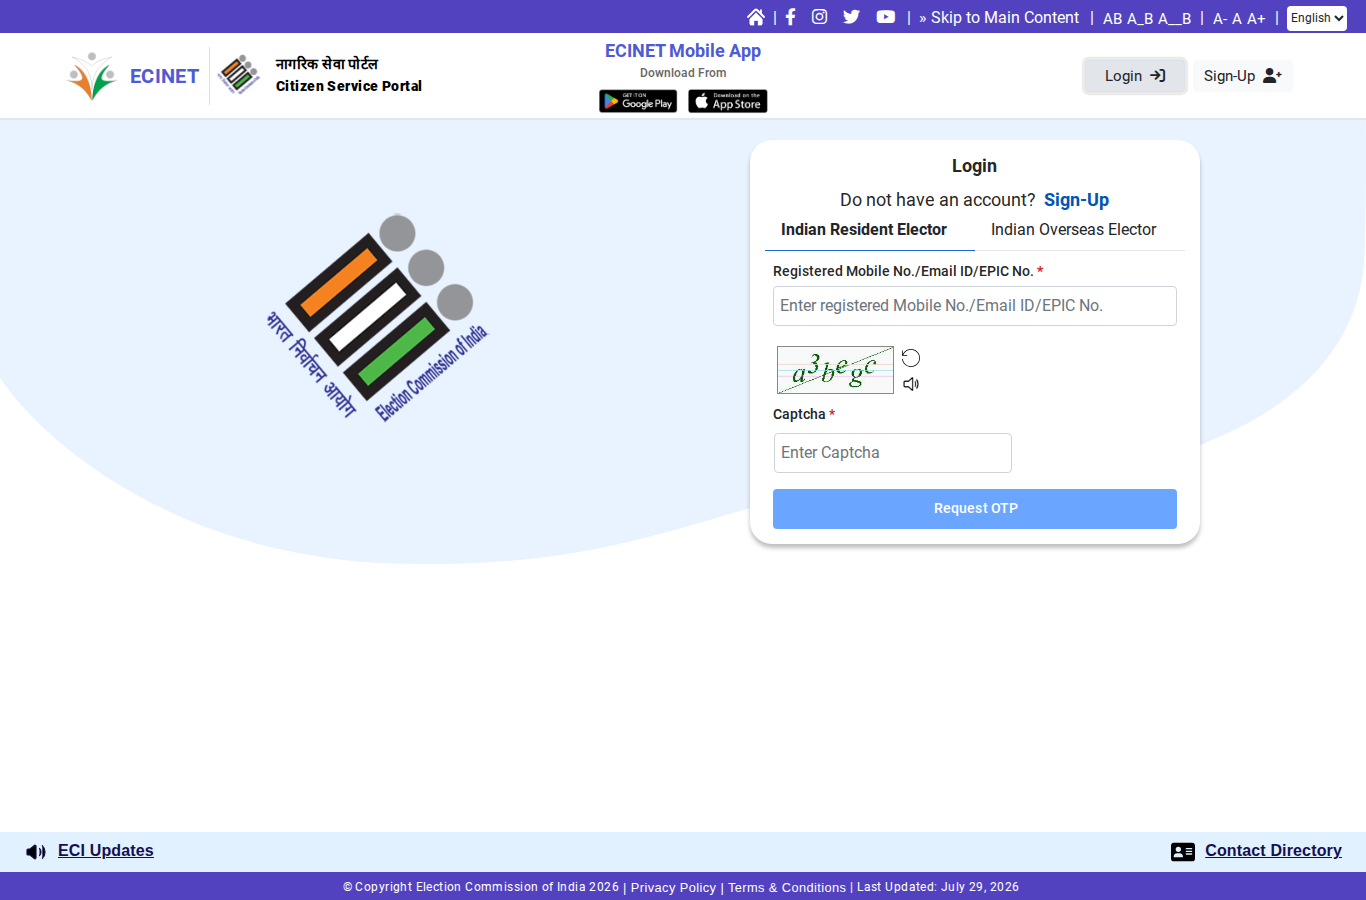 | | » Skip to Main Content | AB A_B A__B | A- A A+ | English
ECINET
नागरिक सेवा पोर्टल
Citizen Service Portal
ECINET Mobile App
Download From
GET IT ON
Google Play
Download on the
App Store
Login
Sign-Up
भारत निर्वाचन आयोग
Election Commission of India
Login
Do not have an account? Sign-Up
Indian Resident Elector
Indian Overseas Elector
Registered Mobile No./Email ID/EPIC No. *
Enter registered Mobile No./Email ID/EPIC No.
a3begc
Captcha *
Enter Captcha
Request OTP
ECI Updates
Contact Directory
© Copyright Election Commission of India 2026 | Privacy Policy | Terms & Conditions | Last Updated: July 29, 2026